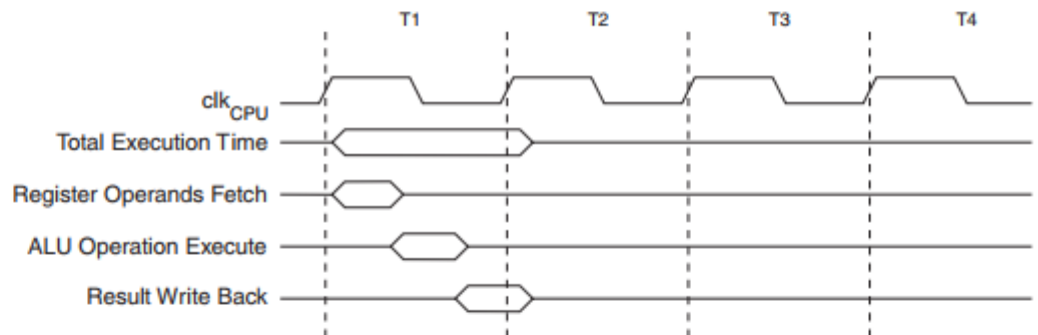 T1 T2 T3 T4
clkCPU
Total Execution Time
Register Operands Fetch
ALU Operation Execute
Result Write Back